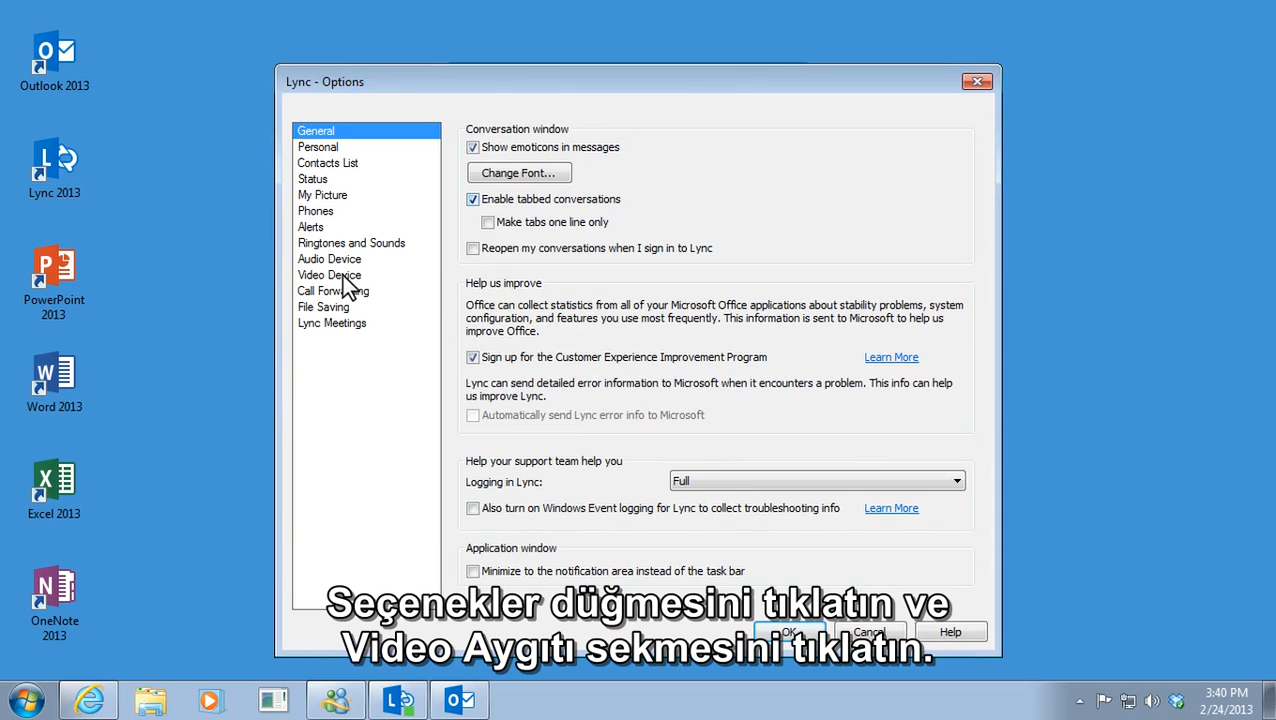 Outlook 2013
Lync 2013
PowerPoint
2013
Word 2013
Excel 2013
OneNote
2013
Lync - Options
General
Personal
Contacts List
Status
My Picture
Phones
Alerts
Ringtones and Sounds
Audio Device
Video Device
Call Forwarding
File Saving
Lync Meetings
Conversation window
Show emoticons in messages
Change Font...
Enable tabbed conversations
Make tabs one line only
Reopen my conversations when I sign in to Lync
Help us improve
Office can collect statistics from all of your Microsoft Office applications about stability problems, system
configuration, and features you use most frequently. This information is sent to Microsoft to help us
improve Office.
Sign up for the Customer Experience Improvement Program Learn More
Lync can send detailed error information to Microsoft when it encounters a problem. This info can help
us improve Lync.
Automatically send Lync error info to Microsoft
Help your support team help you
Logging in Lync: Full
Also turn on Windows Event logging for Lync to collect troubleshooting info Learn More
Application window
Minimize to the notification area instead of the task bar
OK Cancel Help
Seçenekler düğmesini tıklatın ve
Video Aygıtı sekmesini tıklatın.
3:40 PM
2/24/2013